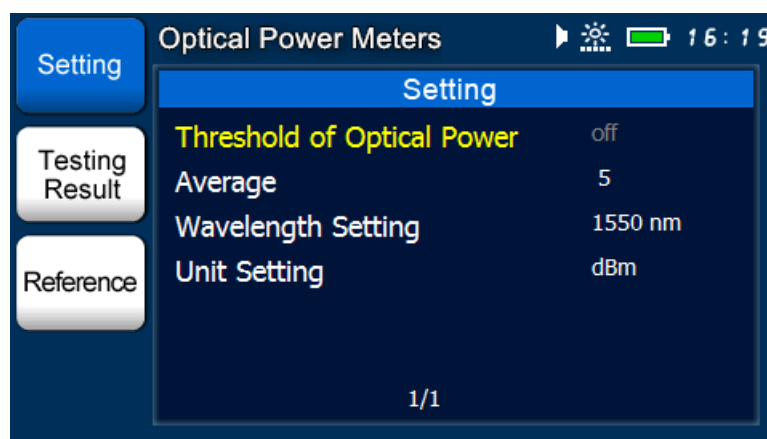 Setting
Optical Power Meters
16:19
Setting
Threshold of Optical Power off
Average 5
Wavelength Setting 1550 nm
Unit Setting dBm
Testing
Result
Reference
1/1